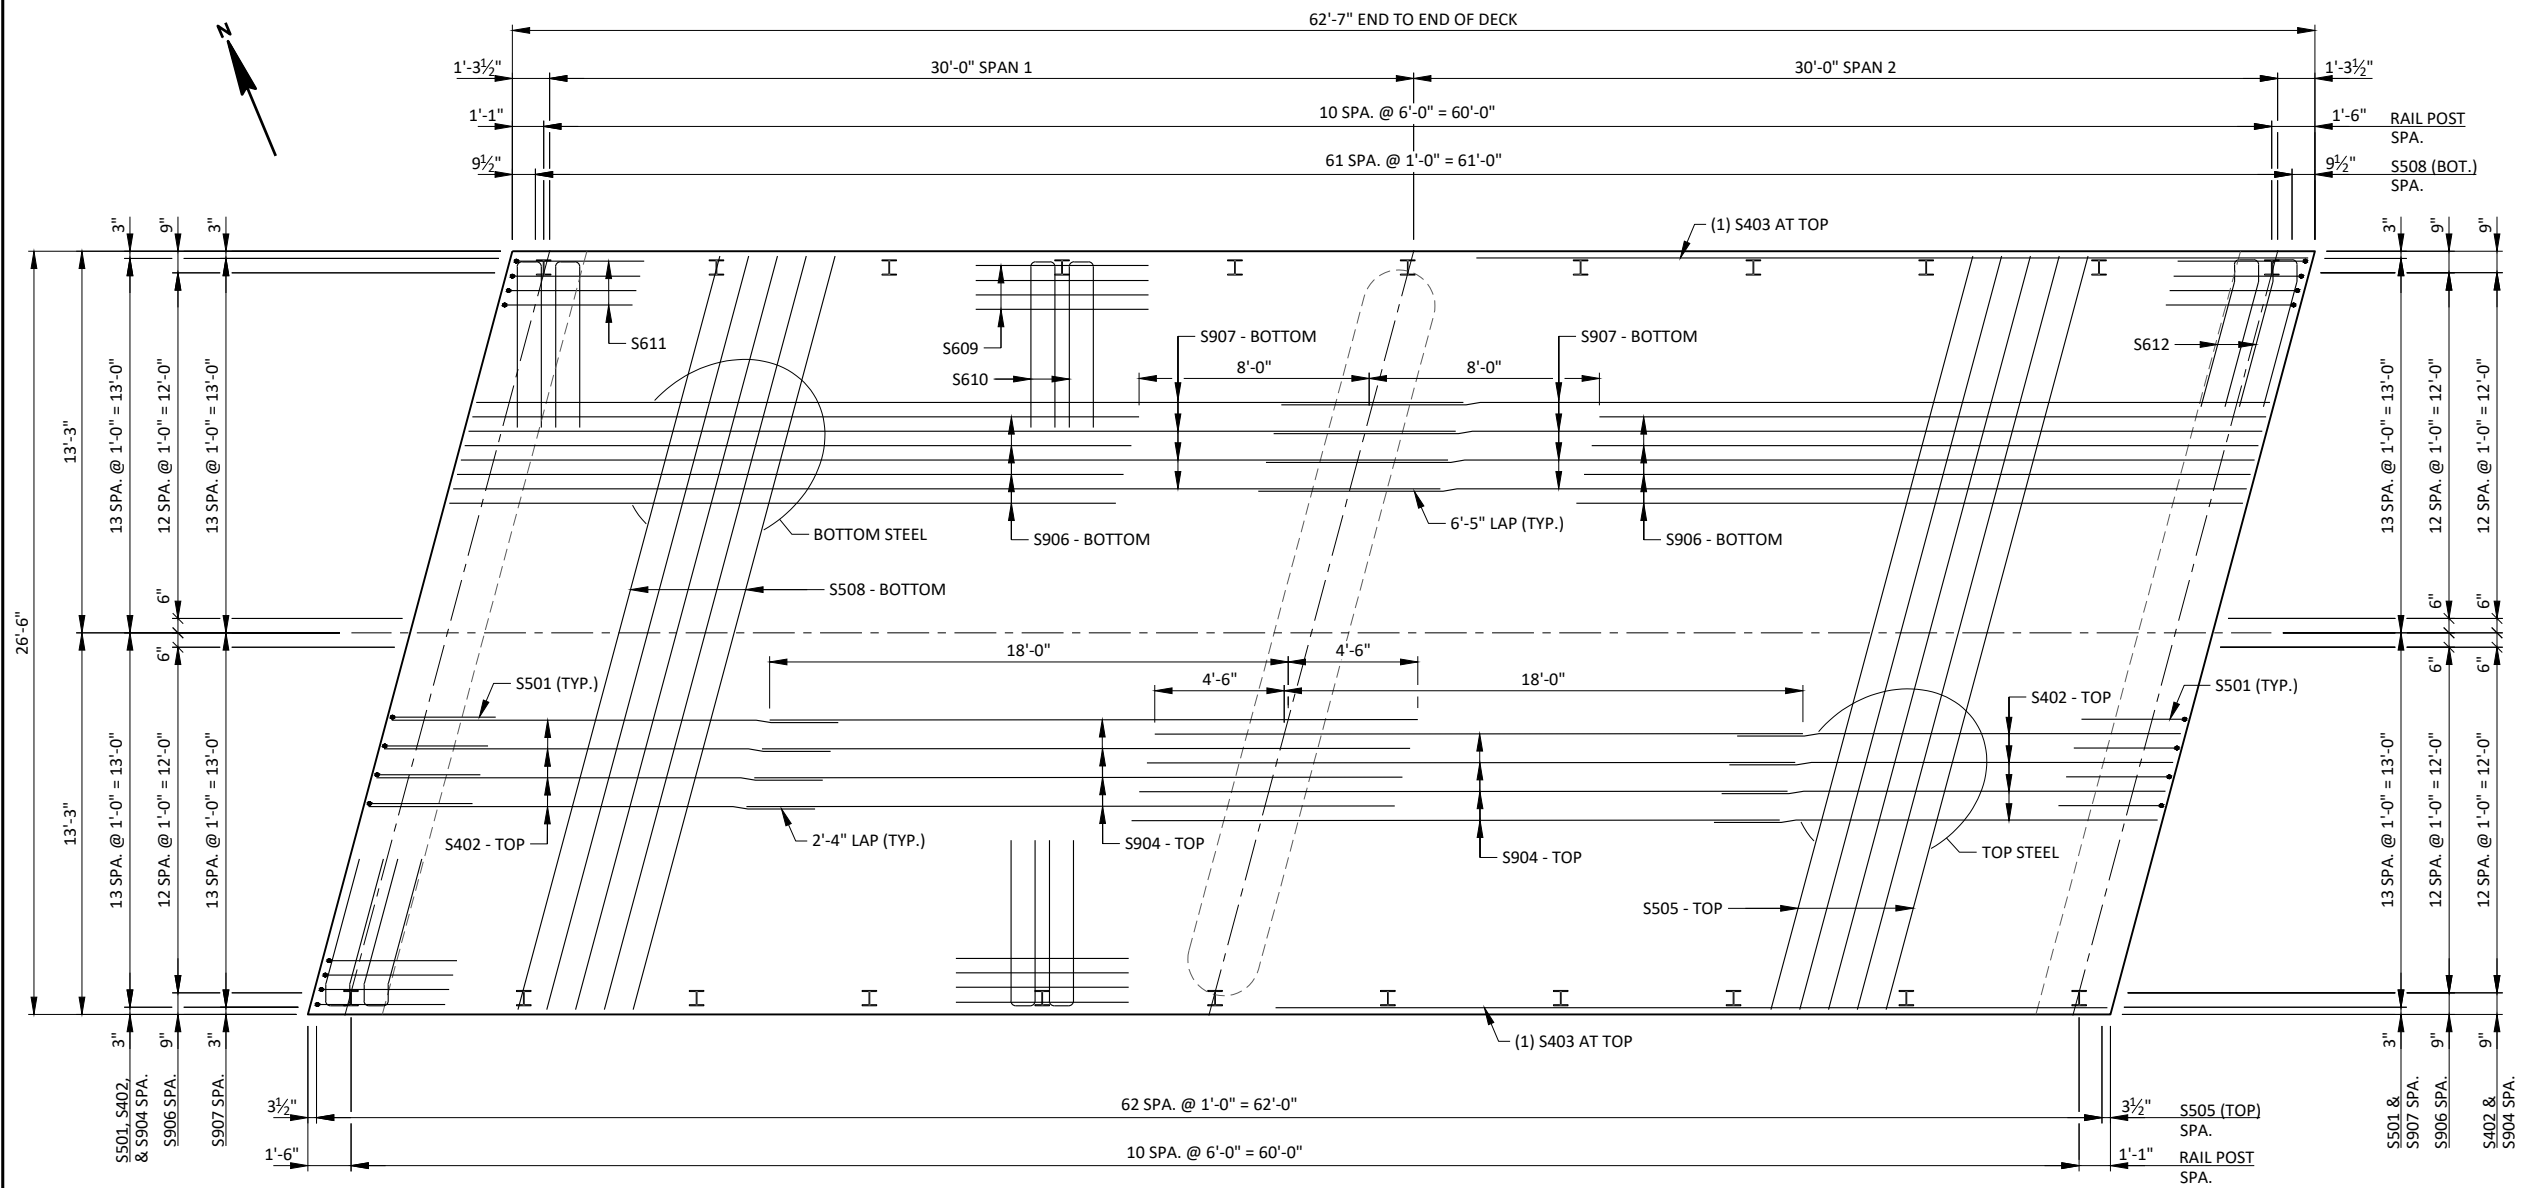 62'-7" END TO END OF DECK
N
1'-3½" 30'-0" SPAN 1 30'-0" SPAN 2 1'-3½"
1'-1" 10 SPA. @ 6'-0" = 60'-0" 1'-6" RAIL POST
SPA.
9½" 61 SPA. @ 1'-0" = 61'-0" 9½" S508 (BOT.)
SPA.
3" 9" 3" 3" 9" 9"
(1) S403 AT TOP
S611
S609
S610
S907 - BOTTOM
S907 - BOTTOM
S612
8'-0" 8'-0"
26'-6"
13'-3"
13 SPA. @ 1'-0" = 13'-0"
12 SPA. @ 1'-0" = 12'-0"
13 SPA. @ 1'-0" = 13'-0"
13 SPA. @ 1'-0" = 13'-0"
12 SPA. @ 1'-0" = 12'-0"
12 SPA. @ 1'-0" = 12'-0"
BOTTOM STEEL
S906 - BOTTOM
6'-5" LAP (TYP.)
S906 - BOTTOM
S508 - BOTTOM
6" 6" 6"
6" 6" 6"
18'-0" 4'-6"
4'-6" 18'-0"
S501 (TYP.)
S402 - TOP
S501 (TYP.)
13'-3"
13 SPA. @ 1'-0" = 13'-0"
12 SPA. @ 1'-0" = 12'-0"
13 SPA. @ 1'-0" = 13'-0"
13 SPA. @ 1'-0" = 13'-0"
12 SPA. @ 1'-0" = 12'-0"
12 SPA. @ 1'-0" = 12'-0"
S402 - TOP
2'-4" LAP (TYP.)
S904 - TOP
S904 - TOP
TOP STEEL
S505 - TOP
(1) S403 AT TOP
3" 9" 3" 3" 9" 9"
S501, S402,
& S904 SPA.
S906 SPA.
S907 SPA.
S501 &
S907 SPA.
S906 SPA.
S402 &
S904 SPA.
3½" 62 SPA. @ 1'-0" = 62'-0" 3½" S505 (TOP)
SPA.
1'-6" 10 SPA. @ 6'-0" = 60'-0" 1'-1" RAIL POST
SPA.